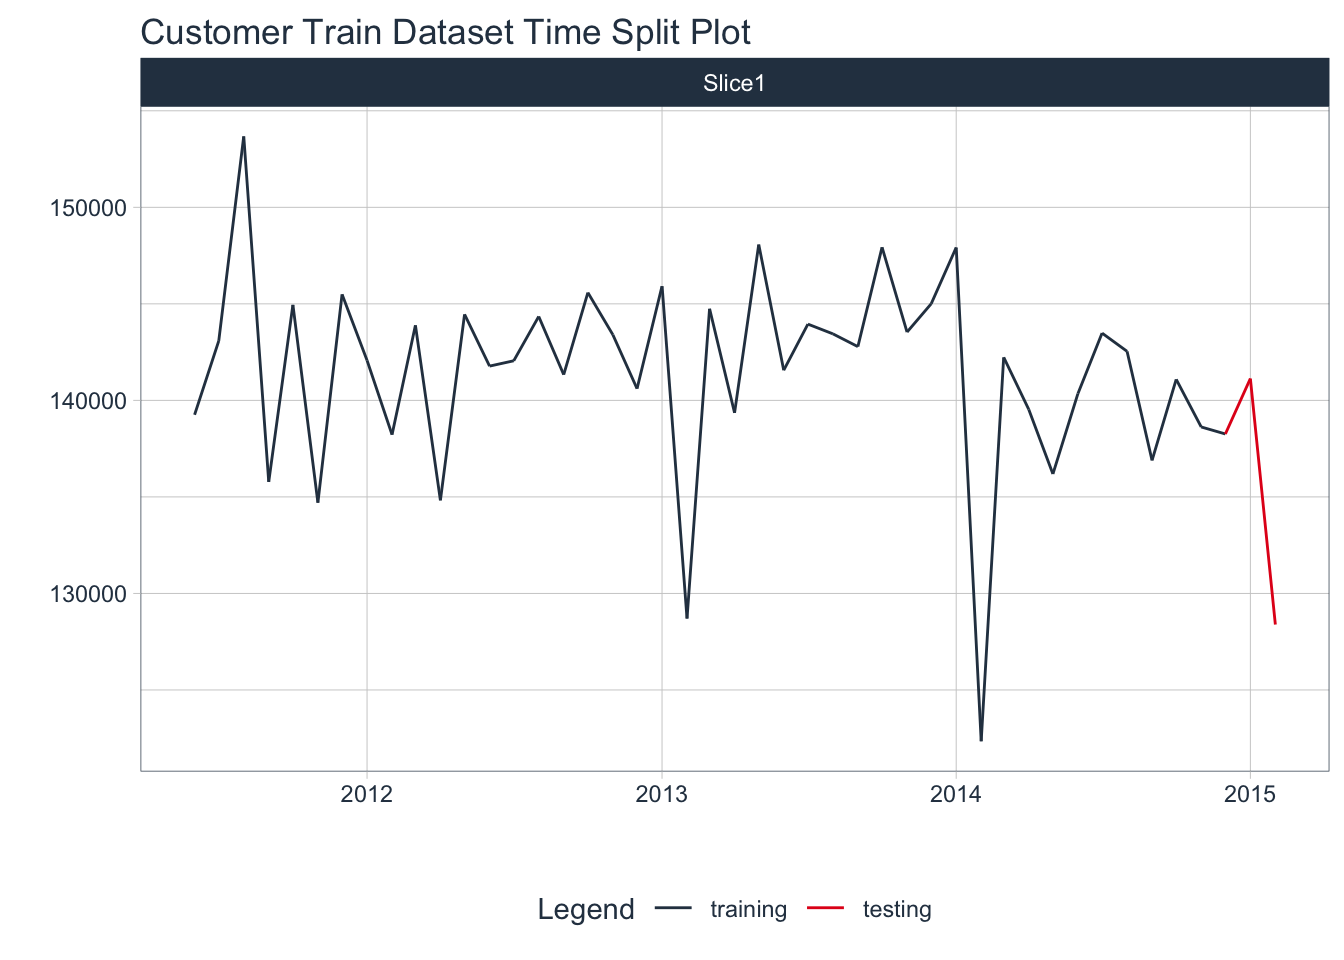 Customer Train Dataset Time Split Plot
Slice1
150000
140000
130000
2012 2013 2014 2015
Legend training testing